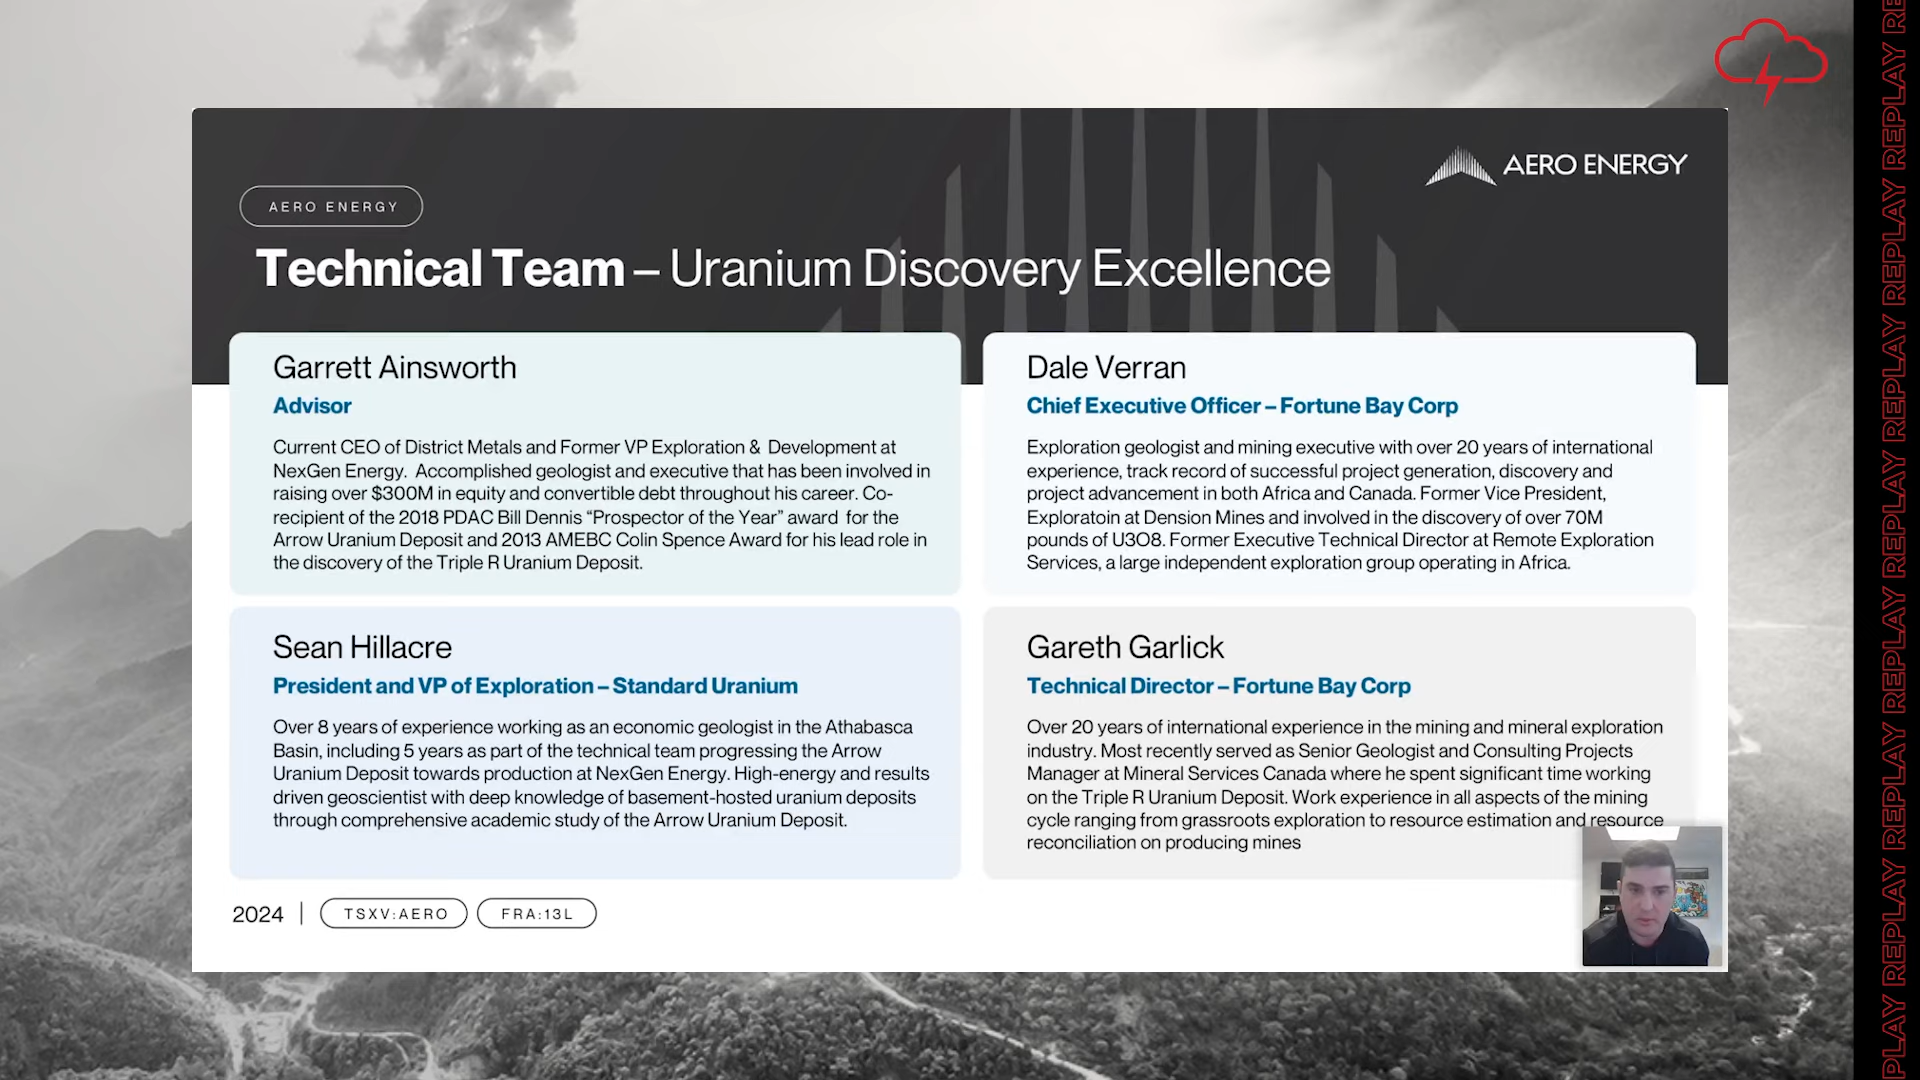 AERO ENERGY
AERO ENERGY
Technical Team – Uranium Discovery Excellence
Garrett Ainsworth
Advisor
Current CEO of District Metals and Former VP Exploration & Development at
NexGen Energy. Accomplished geologist and executive that has been involved in
raising over $300M in equity and convertible debt throughout his career. Co-
recipient of the 2018 PDAC Bill Dennis “Prospector of the Year” award for the
Arrow Uranium Deposit and 2013 AMEBC Colin Spence Award for his lead role in
the discovery of the Triple R Uranium Deposit.
Dale Verran
Chief Executive Officer – Fortune Bay Corp
Exploration geologist and mining executive with over 20 years of international
experience, track record of successful project generation, discovery and
project advancement in both Africa and Canada. Former Vice President,
Exploratoin at Dension Mines and involved in the discovery of over 70M
pounds of U3O8. Former Executive Technical Director at Remote Exploration
Services, a large independent exploration group operating in Africa.
Sean Hillacre
President and VP of Exploration – Standard Uranium
Over 8 years of experience working as an economic geologist in the Athabasca
Basin, including 5 years as part of the technical team progressing the Arrow
Uranium Deposit towards production at NexGen Energy. High-energy and results
driven geoscientist with deep knowledge of basement-hosted uranium deposits
through comprehensive academic study of the Arrow Uranium Deposit.
Gareth Garlick
Technical Director – Fortune Bay Corp
Over 20 years of international experience in the mining and mineral exploration
industry. Most recently served as Senior Geologist and Consulting Projects
Manager at Mineral Services Canada where he spent significant time working
on the Triple R Uranium Deposit. Work experience in all aspects of the mining
cycle ranging from grassroots exploration to resource estimation and resource
reconciliation on producing mines
2024 | TSXV:AERO FRA:13L
PLAY REPLAY REPLAY REPLAY REPLAY REPLAY REPLAY REPLAY REPLAY REPLAY REPLAY REPLAY RE